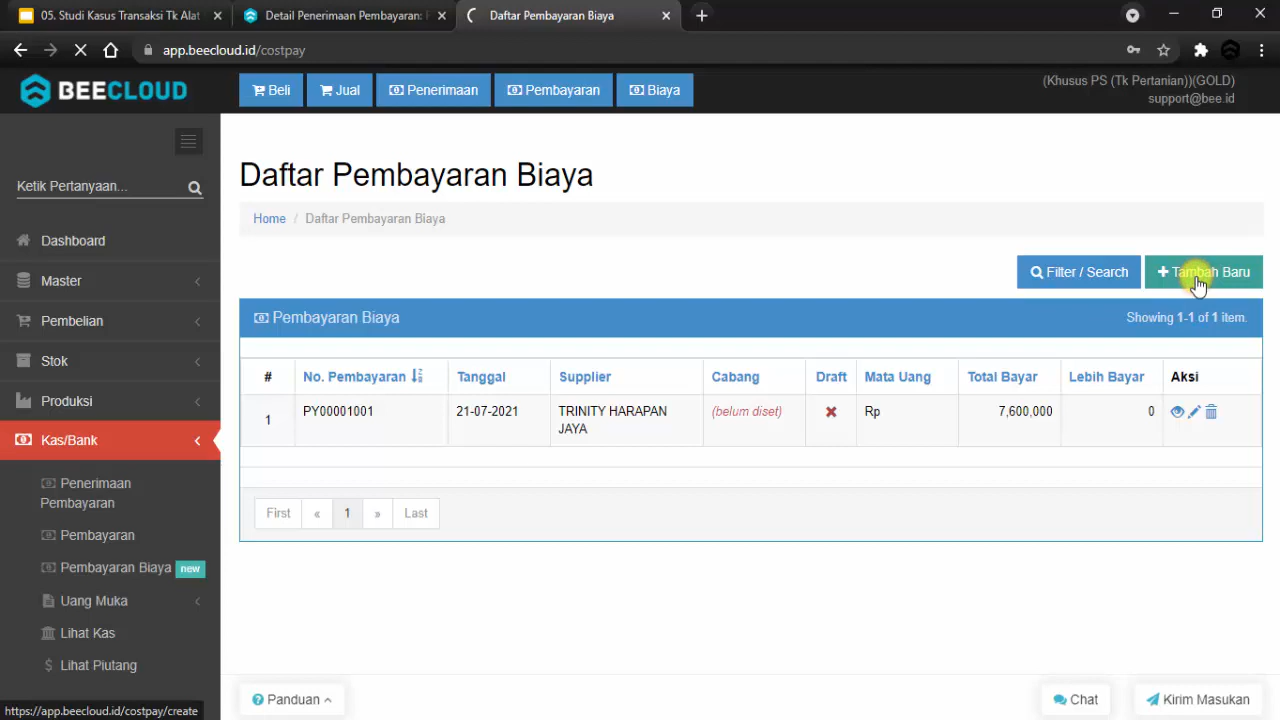 05. Studi Kasus Transaksi Tk Alat
Detail Penerimaan Pembayaran:
Daftar Pembayaran Biaya
app.beecloud.id/costpay
BEECLOUD
Beli
Jual
Penerimaan
Pembayaran
Biaya
(Khusus PS (Tk Pertanian))(GOLD)
support@bee.id
Ketik Pertanyaan...
Dashboard
Master
Pembelian
Stok
Produksi
Kas/Bank
Penerimaan
Pembayaran
Pembayaran
Pembayaran Biaya new
Uang Muka
Lihat Kas
Lihat Piutang
https://app.beecloud.id/costpay/create
Daftar Pembayaran Biaya
Home / Daftar Pembayaran Biaya
Filter / Search
Tambah Baru
Pembayaran Biaya
Showing 1-1 of 1 item.
# No. Pembayaran Tanggal Supplier Cabang Draft Mata Uang Total Bayar Lebih Bayar Aksi
1 PY00001001 21-07-2021 TRINITY HARAPAN (belum diset) Rp 7,600,000 0
JAYA
First « 1 » Last
Panduan
Chat
Kirim Masukan